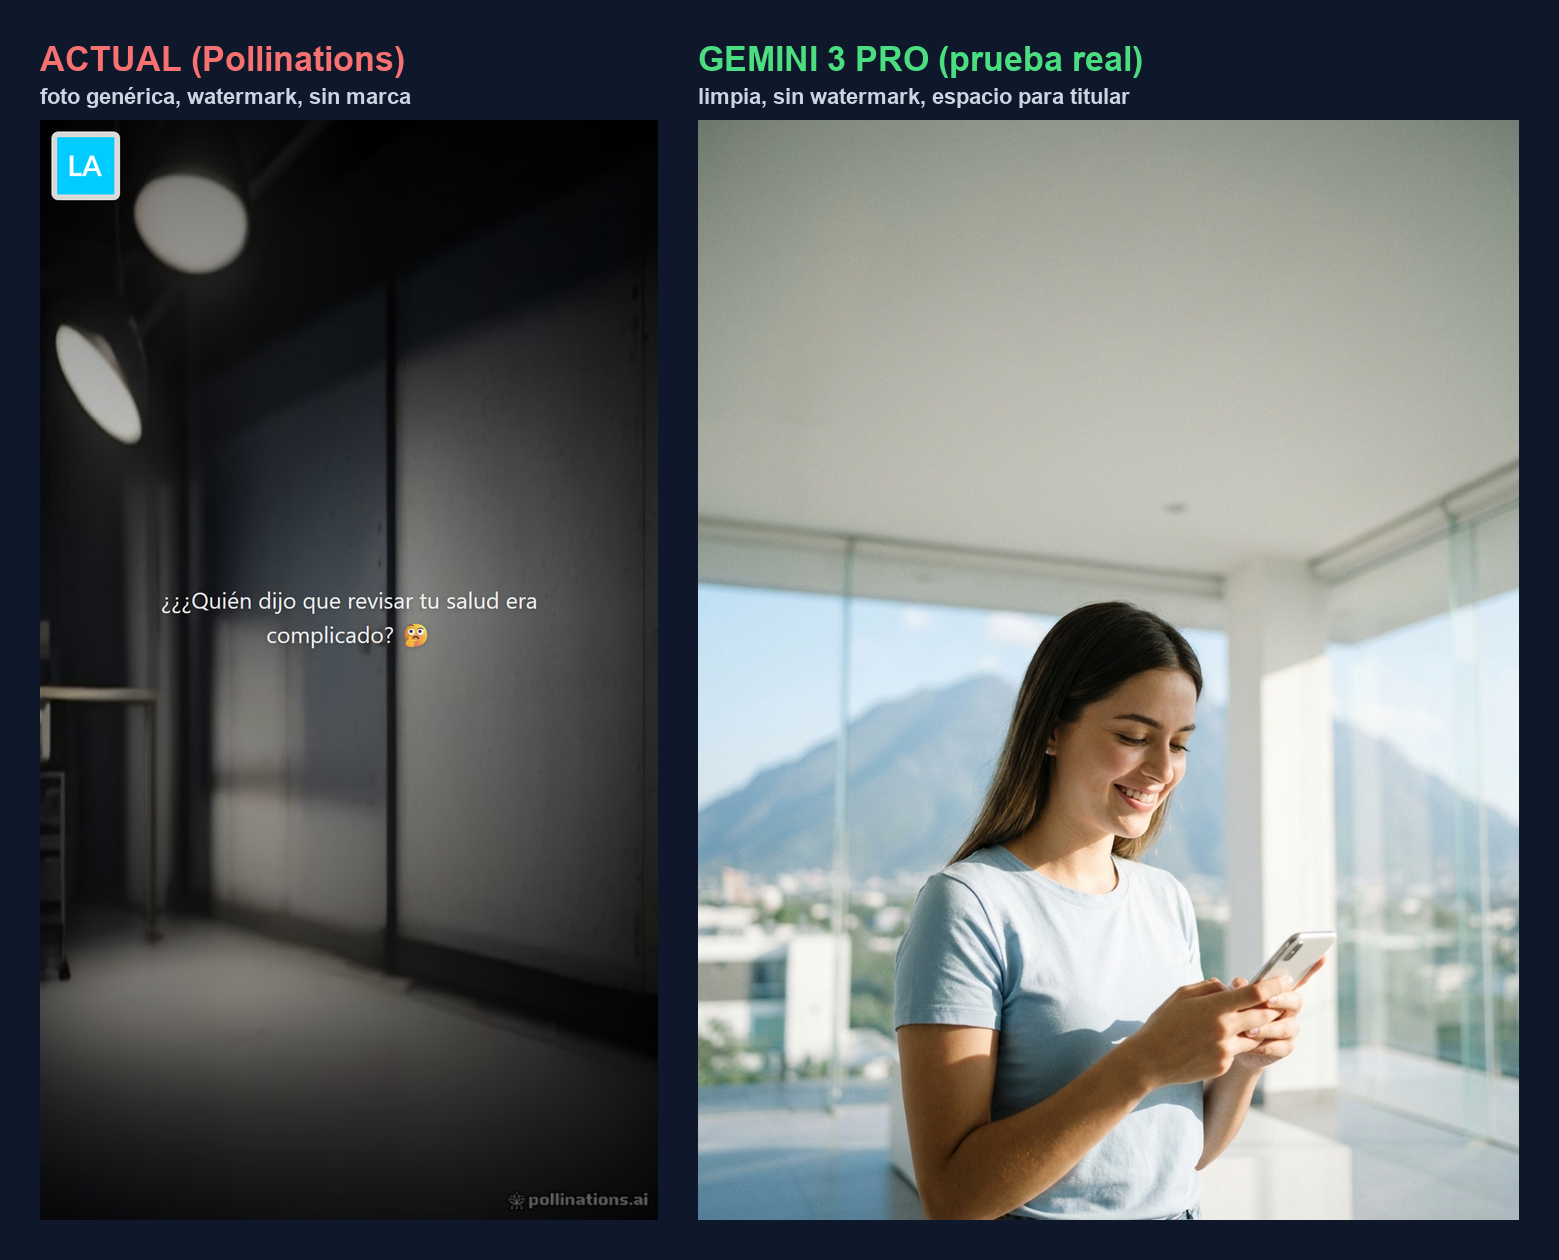 ACTUAL (Pollinations)
foto genérica, watermark, sin marca
LA
¿¿¿Quién dijo que revisar tu salud era
complicado? 🤔
pollinations.ai
GEMINI 3 PRO (prueba real)
limpia, sin watermark, espacio para titular